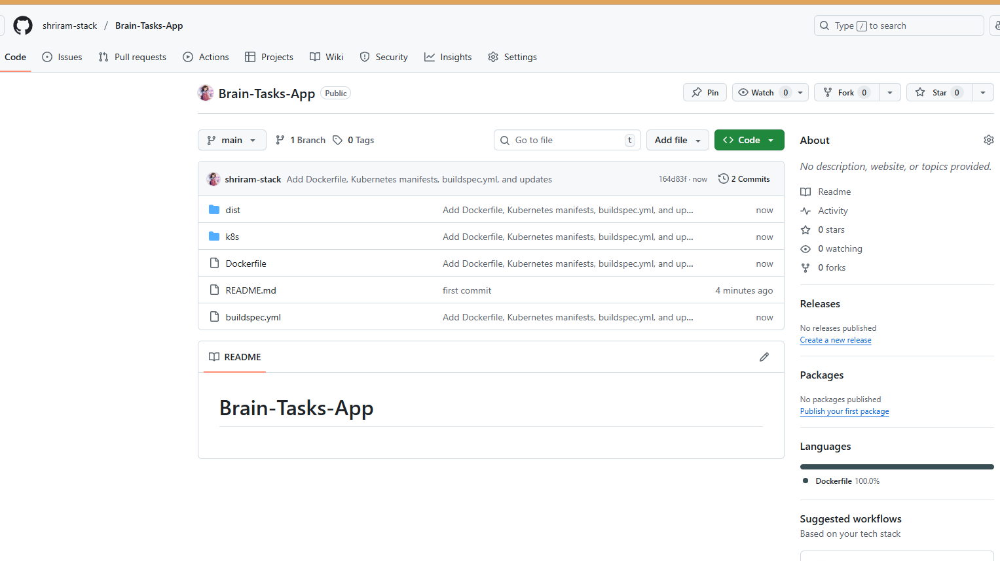 shriram-stack / Brain-Tasks-App
Type / to search
Code Issues Pull requests Actions Projects Wiki Security Insights Settings
Brain-Tasks-App Public
Pin Watch 0 Fork 0 Star 0
main 1 Branch 0 Tags
Go to file t Add file <> Code
shriram-stack Add Dockerfile, Kubernetes manifests, buildspec.yml, and updates 164d83f · now 2 Commits
dist Add Dockerfile, Kubernetes manifests, buildspec.yml, and up... now
k8s Add Dockerfile, Kubernetes manifests, buildspec.yml, and up... now
Dockerfile Add Dockerfile, Kubernetes manifests, buildspec.yml, and up... now
README.md first commit 4 minutes ago
buildspec.yml Add Dockerfile, Kubernetes manifests, buildspec.yml, and up... now
README
Brain-Tasks-App
About
No description, website, or topics provided.
Readme
Activity
0 stars
0 watching
0 forks
Releases
No releases published
Create a new release
Packages
No packages published
Publish your first package
Languages
Dockerfile 100.0%
Suggested workflows
Based on your tech stack